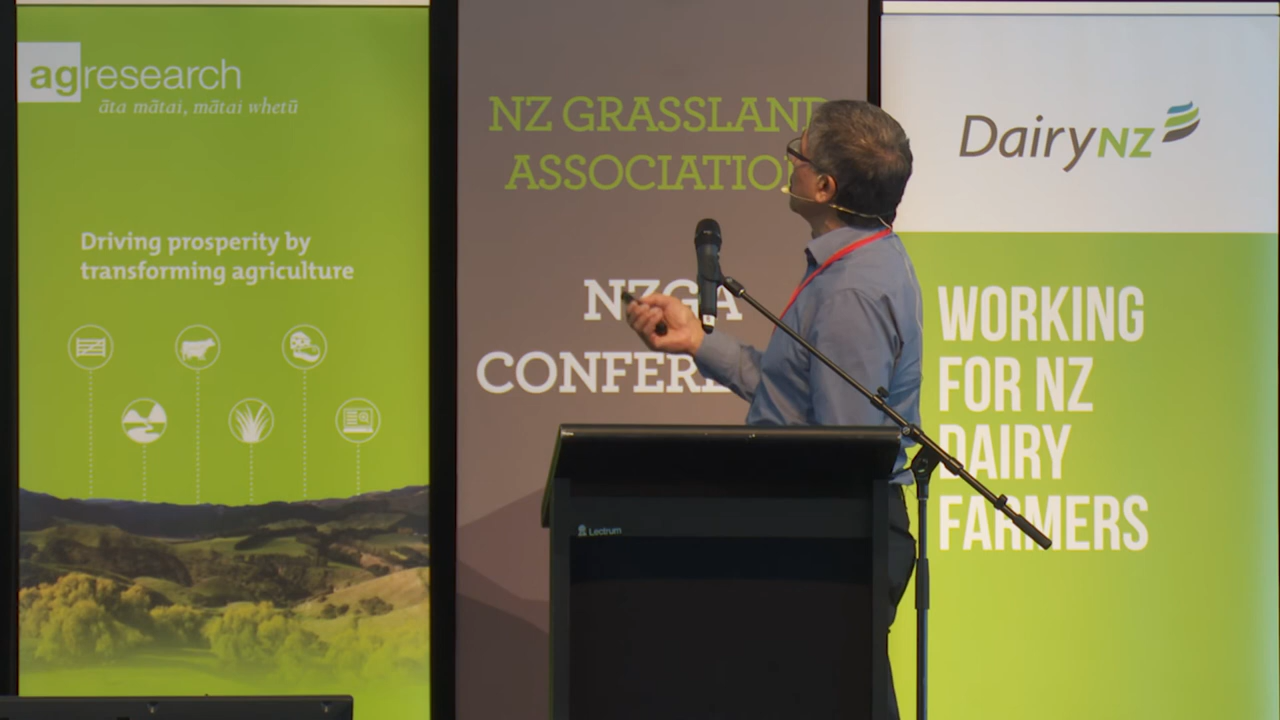 agresearch
āta mātai, mātai whetū
Driving prosperity by
transforming agriculture
NZ GRASSLAND
ASSOCIATION
NZGA
CONFERE
DairyNZ
WORKING
FOR NZ
DAIRY
FARMERS
Lectrum